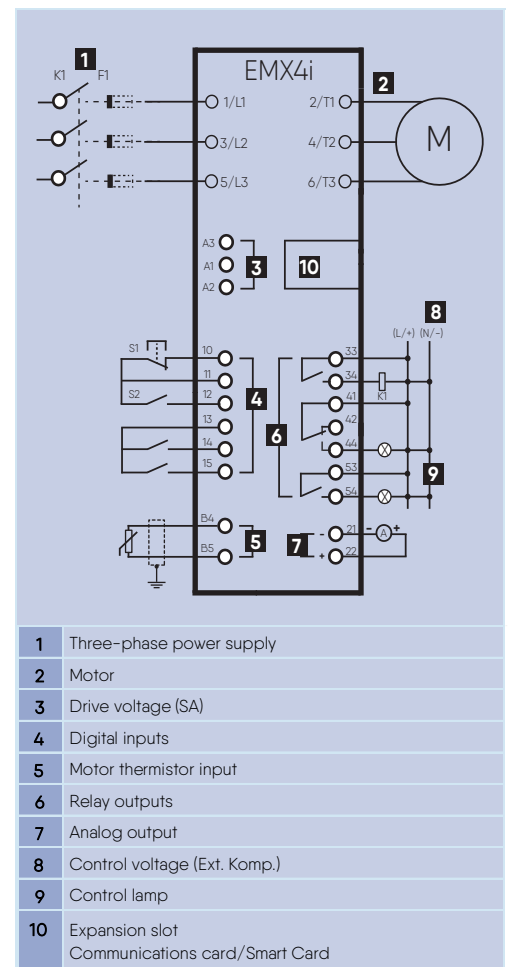 1
K1 F1
EMX4i
2
1/L1 2/T1
M
3/L2 4/T2
5/L3 6/T3
A3
A1 3 10
A2
8
(L/+) (N/-)
S1
10 33
11 34
K1
S2 12 4 41
13 6 42
14 44
15 53 9
54
B4 21 - A +
5 7 -
B5 + 22
1 Three-phase power supply
2 Motor
3 Drive voltage (SA)
4 Digital inputs
5 Motor thermistor input
6 Relay outputs
7 Analog output
8 Control voltage (Ext. Komp.)
9 Control lamp
10 Expansion slot
Communications card/Smart Card